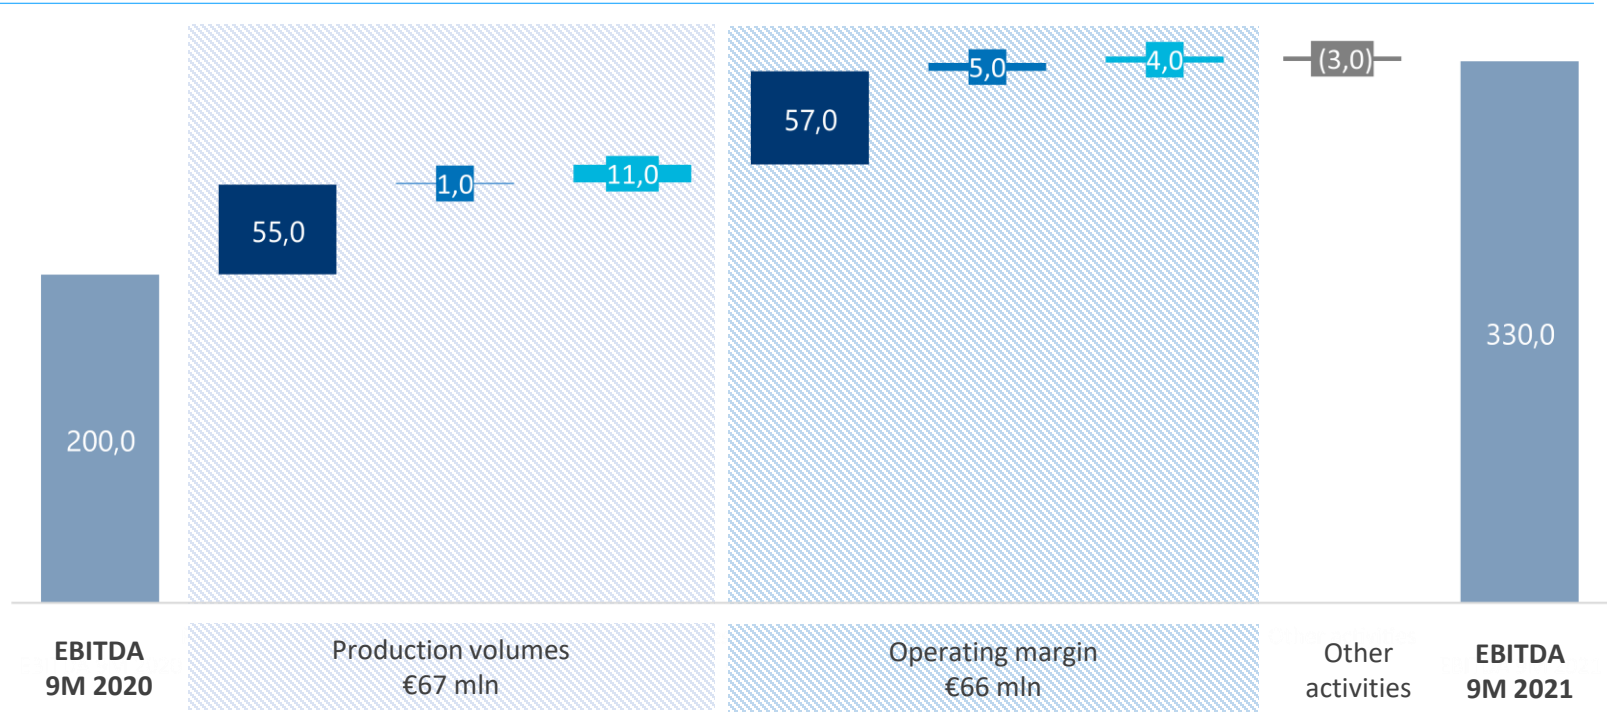 55,0
1,0
11,0
57,0
5,0
4,0
(3,0)
200,0
330,0
EBITDA
9M 2020
Production volumes
€67 mln
Operating margin
€66 mln
Other
activities
EBITDA
9M 2021